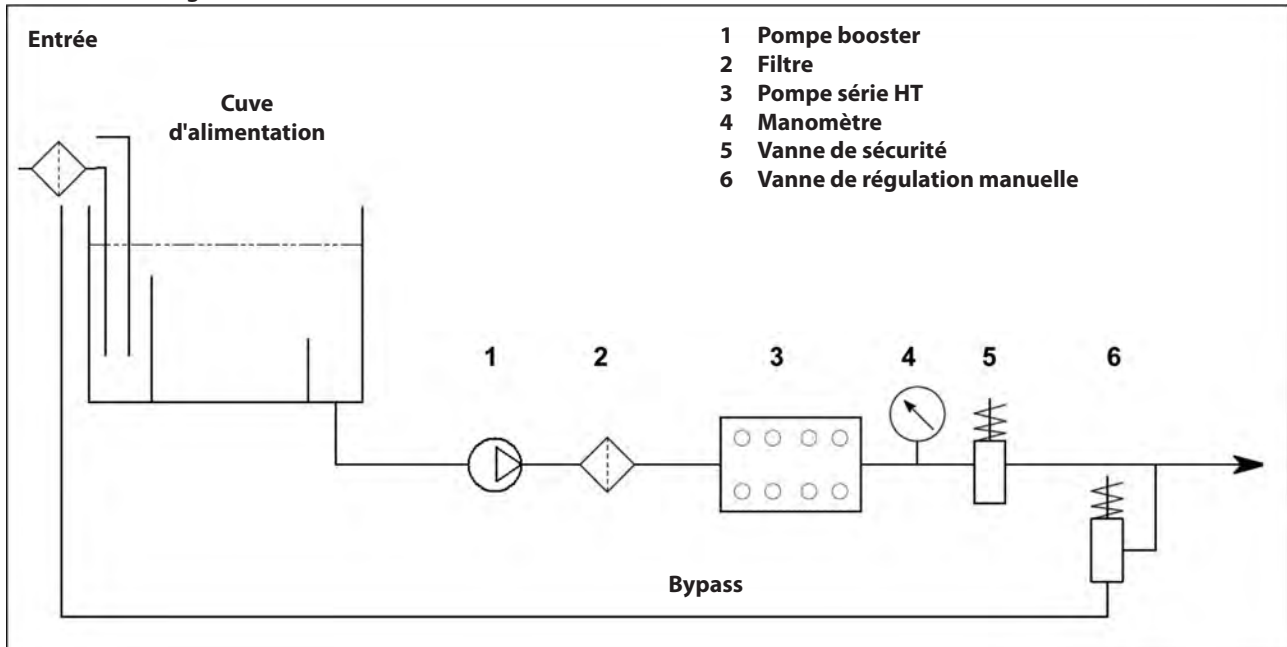 Entrée
Cuve
d'alimentation
1 Pompe booster
2 Filtre
3 Pompe série HT
4 Manomètre
5 Vanne de sécurité
6 Vanne de régulation manuelle
1 2 3 4 5 6
Bypass